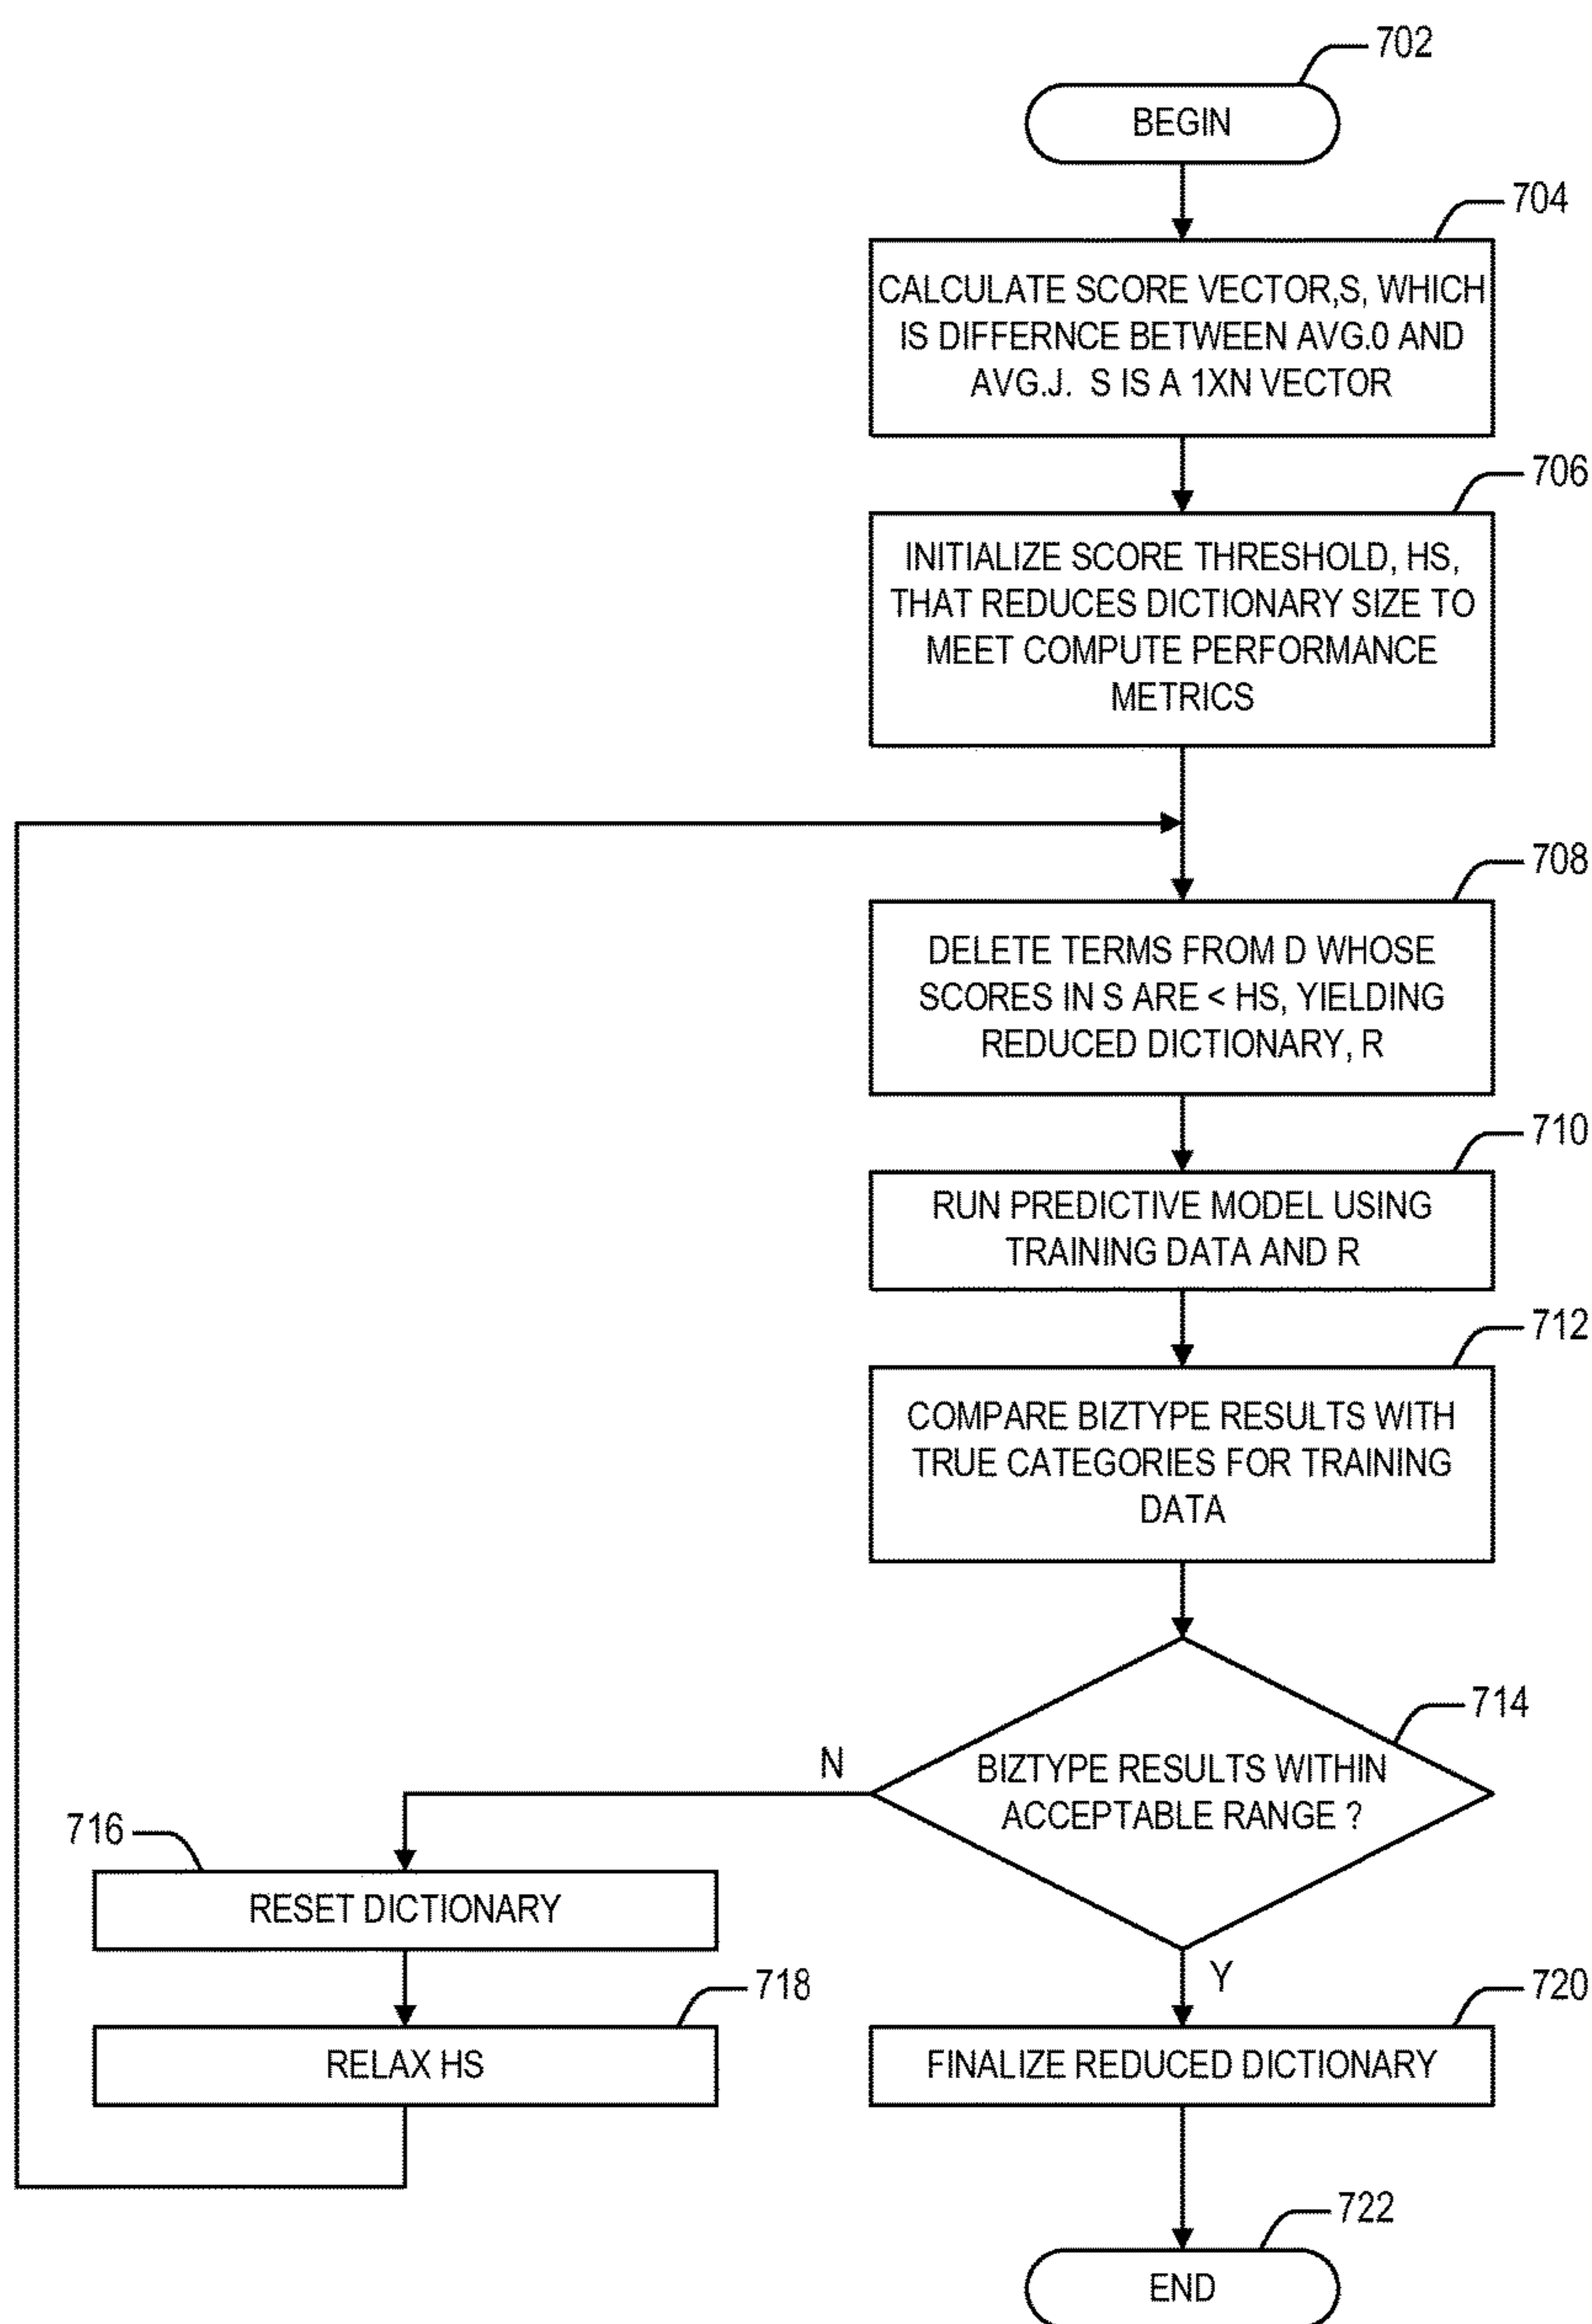 702
BEGIN
704
CALCULATE SCORE VECTOR,S, WHICH
IS DIFFERNCE BETWEEN AVG.0 AND
AVG.J. S IS A 1XN VECTOR
706
INITIALIZE SCORE THRESHOLD, HS,
THAT REDUCES DICTIONARY SIZE TO
MEET COMPUTE PERFORMANCE
METRICS
708
DELETE TERMS FROM D WHOSE
SCORES IN S ARE < HS, YIELDING
REDUCED DICTIONARY, R
710
RUN PREDICTIVE MODEL USING
TRAINING DATA AND R
712
COMPARE BIZTYPE RESULTS WITH
TRUE CATEGORIES FOR TRAINING
DATA
714
BIZTYPE RESULTS WITHIN
ACCEPTABLE RANGE ?
N
716
RESET DICTIONARY
718
RELAX HS
Y
720
FINALIZE REDUCED DICTIONARY
722
END